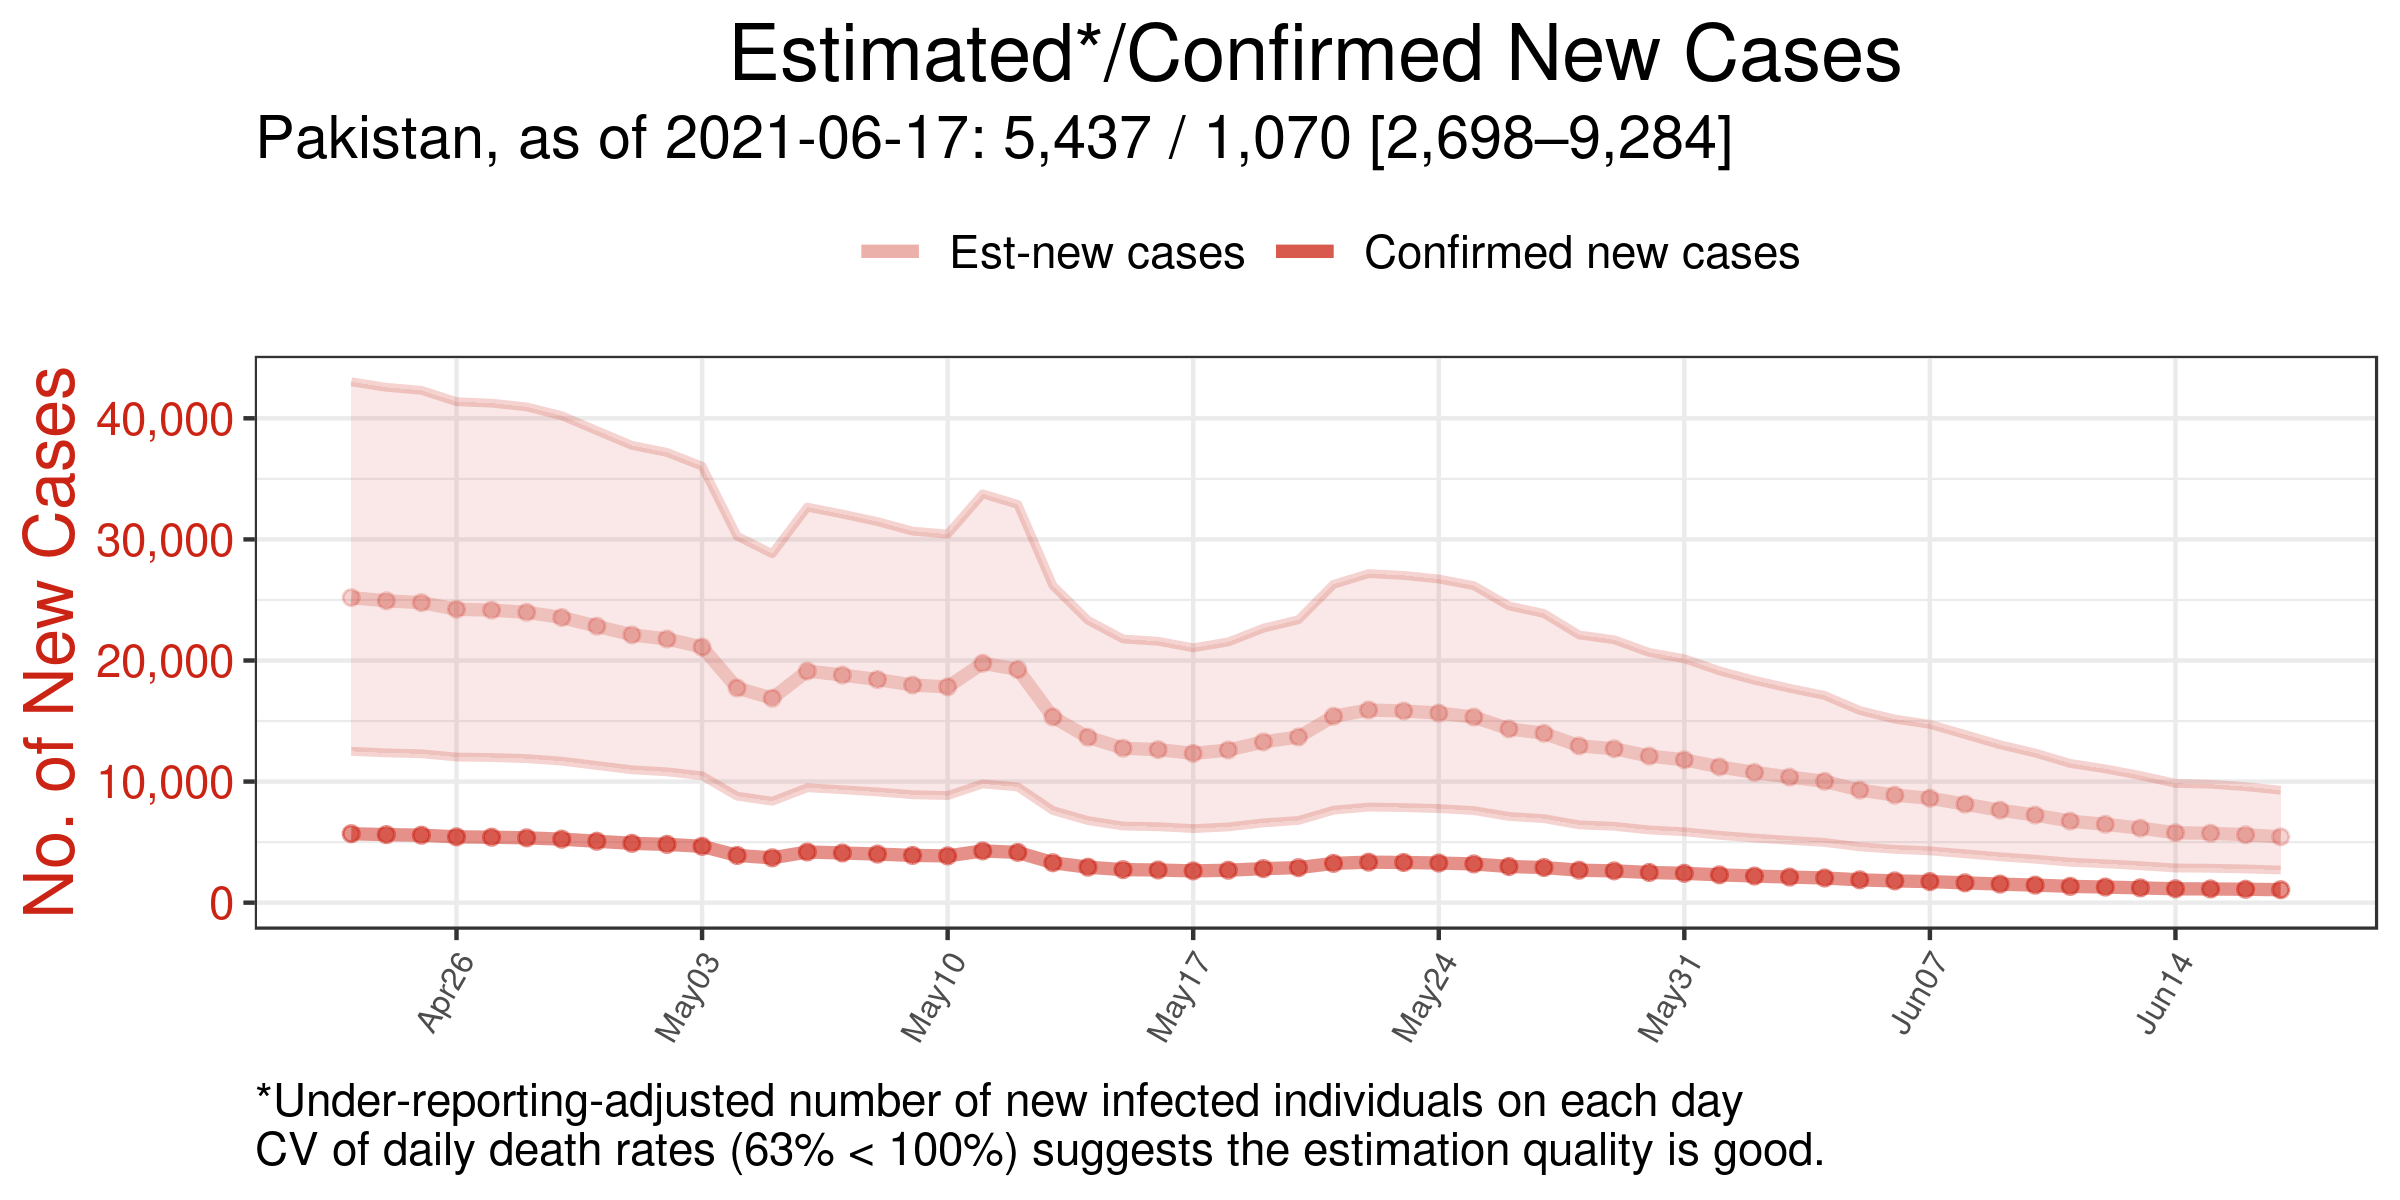 Estimated*/Confirmed New Cases
Pakistan, as of 2021-06-17: 5,437 / 1,070 [2,698–9,284]
Est-new cases
Confirmed new cases
No. of New Cases
40,000
30,000
20,000
10,000
0
Apr26
May03
May10
May17
May24
May31
Jun07
Jun14
*Under-reporting-adjusted number of new infected individuals on each day
CV of daily death rates (63% < 100%) suggests the estimation quality is good.